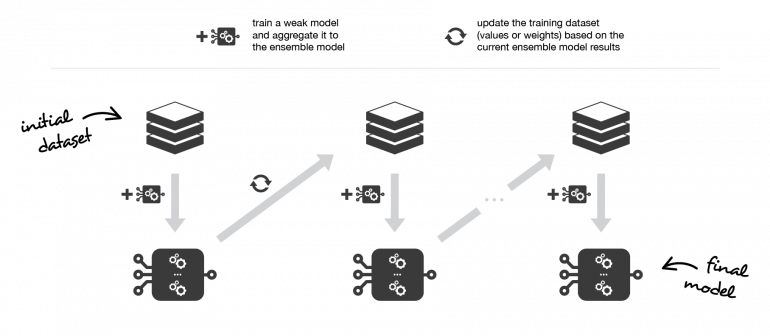 train a weak model
and aggregate it to
the ensemble model
update the training dataset
(values or weights) based on the
current ensemble model results
initial
dataset
...
final
model